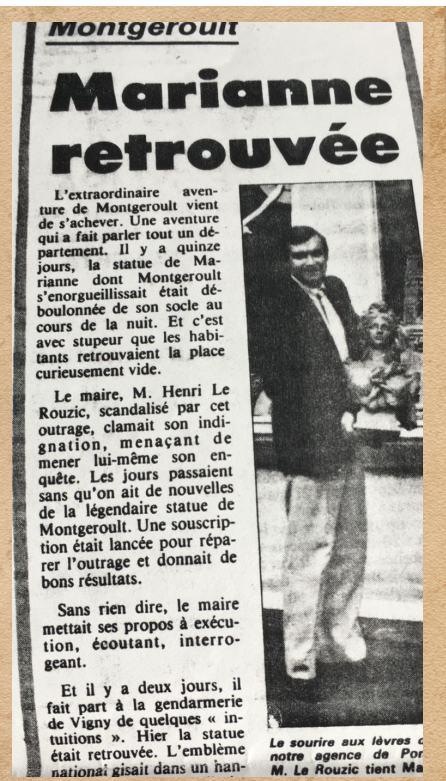 Montgeroult
Marianne
retrouvée
L'extraordinaire aven-
ture de Montgeroult vient
de s'achever. Une aventure
qui a fait parler tout un dé-
partement. Il y a quinze
jours, la statue de Ma-
rianne dont Montgeroult
s'enorgueillissait était dé-
boulonnée de son socle au
cours de la nuit. Et c'est
avec stupeur que les habi-
tants retrouvaient la place
curieusement vide.
Le maire, M. Henri Le
Rouzic, scandalisé par cet
outrage, clamait son indi-
gnation, menaçant de
mener lui-même son en-
quête. Les jours passaient
sans qu'on ait de nouvelles
de la légendaire statue de
Montgeroult. Une souscrip-
tion était lancée pour répa-
rer l'outrage et donnait de
bons résultats.
Sans rien dire, le maire
mettait ses propos à exécu-
tion, écoutant, interro-
geant.
Et il y a deux jours, il
fait part à la gendarmerie
de Vigny de quelques « in-
tuitions ». Hier la statue
était retrouvée. L'emblème
national gisait dans un han-
Le sourire aux lèvres
notre agence de
M. Le Rouzic tient